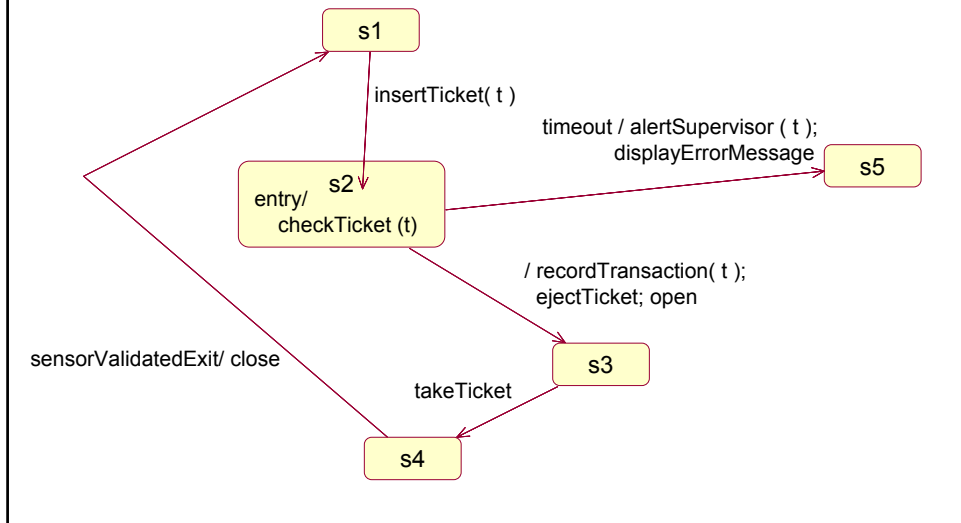 s1
insertTicket( t )
timeout / alertSupervisor ( t );
displayErrorMessage
s5
s2
entry/
checkTicket (t)
/ recordTransaction( t );
ejectTicket; open
sensorValidatedExit/ close
s3
takeTicket
s4